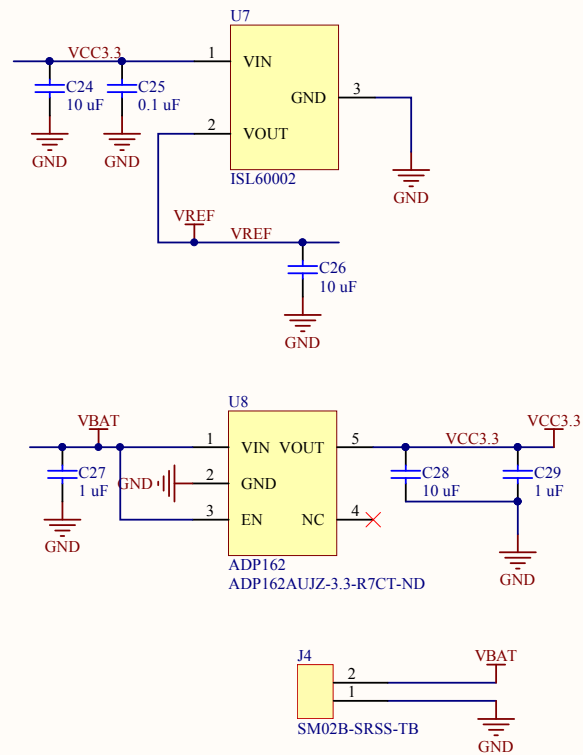 U7
VCC3.3
1
VIN
C24
10 uF
C25
0.1 uF
GND
3
2
VOUT
GND
GND
GND
ISL60002
VREF
VREF
C26
10 uF
GND
U8
VBAT
VCC3.3
1
VIN
VOUT
5
VCC3.3
C27
1 uF
GND
2
GND
C28
10 uF
C29
1 uF
3
EN
NC
4
GND
ADP162
GND
ADP162AUJZ-3.3-R7CT-ND
J4
VBAT
2
1
SM02B-SRSS-TB
GND